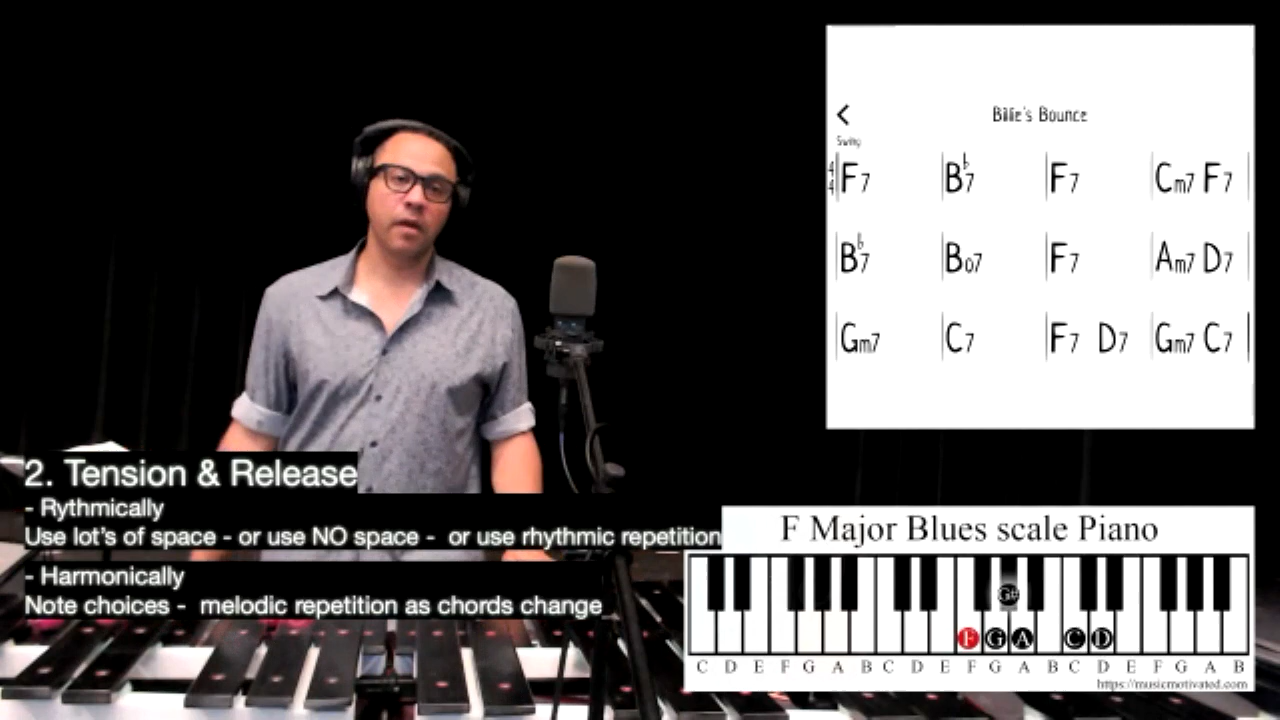 Billie's Bounce
Swing
4 4 F7 B♭7 F7 Cm7 F7
B♭7 Bo7 F7 Am7 D7
Gm7 C7 F7 D7 Gm7 C7
2. Tension & Release
- Rythmically
Use lot's of space - or use NO space - or use rhythmic repetition
- Harmonically
Note choices - melodic repetition as chords change
F Major Blues scale Piano
G#
F G A C D
C D E F G A B C D E F G A B C D E F G A B
https://musicmotivated.com